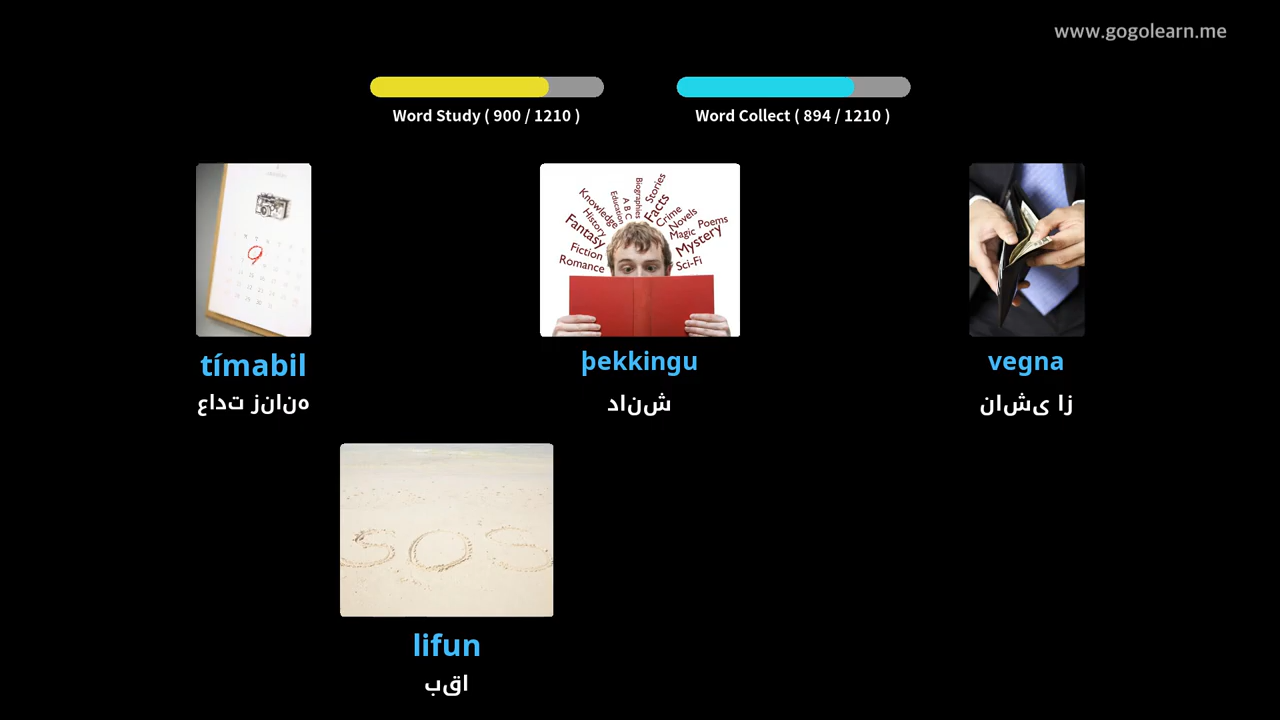 www.gogolearn.me
Word Study ( 900 / 1210 )
Word Collect ( 894 / 1210 )
tímabil
هنانز تداع
þekkingu
شناد
vegna
زا یشان
Knowledge
History
Fantasy
Fiction
Romance
Education
A B C
Biographies
Stories
Facts
Crime
Novels
Magic
Poems
Mystery
Sci-Fi
SOS
lifun
اقب